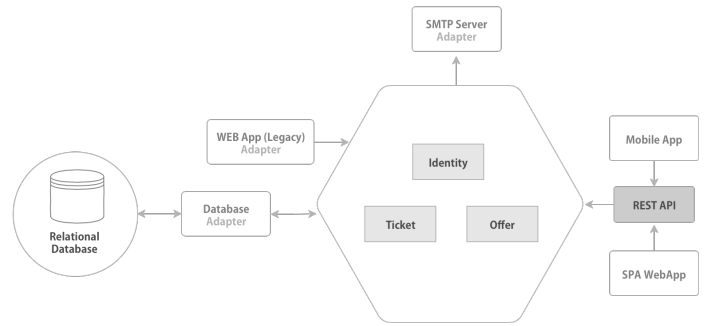 SMTP Server
Adapter
WEB App (Legacy)
Adapter
Mobile App
Identity
Database
Adapter
REST API
Ticket
Offer
Relational
Database
SPA WebApp